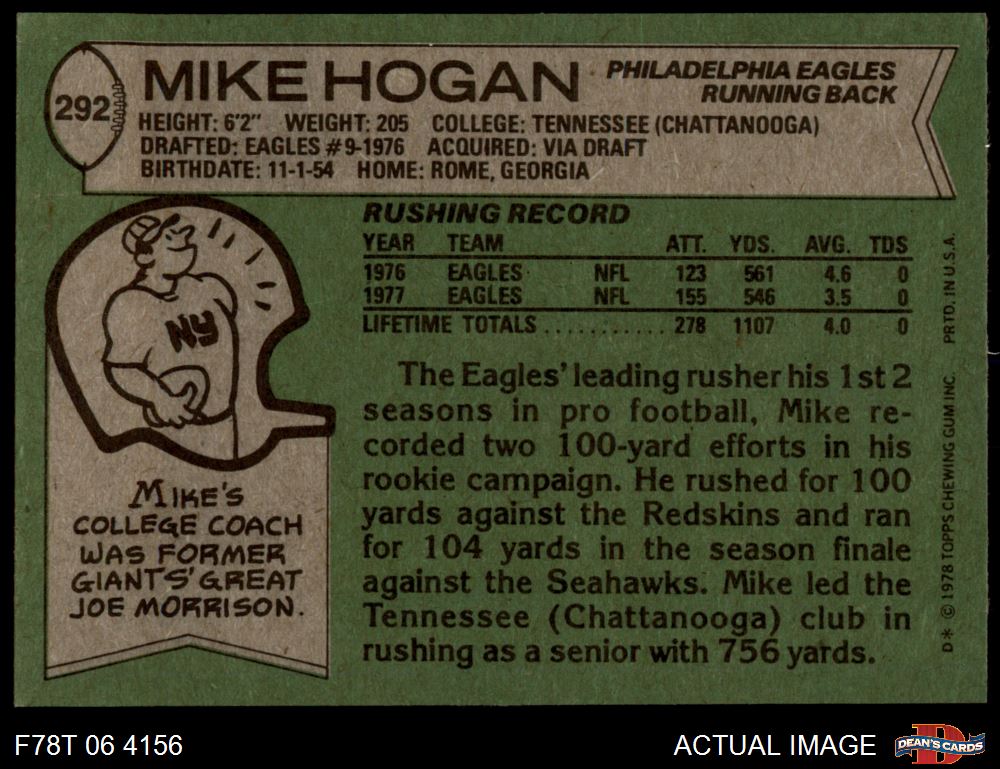 292
MIKE HOGAN
PHILADELPHIA EAGLES
RUNNING BACK
HEIGHT: 6'2" WEIGHT: 205 COLLEGE: TENNESSEE (CHATTANOOGA)
DRAFTED: EAGLES #9-1976 ACQUIRED: VIA DRAFT
BIRTHDATE: 11-1-54 HOME: ROME, GEORGIA
RUSHING RECORD
YEAR TEAM ATT. YDS. AVG. TDS
1976 EAGLES NFL 123 561 4.6 0
1977 EAGLES NFL 155 546 3.5 0
LIFETIME TOTALS ........... 278 1107 4.0 0
NY
MIKE'S
COLLEGE COACH
WAS FORMER
GIANTS' GREAT
JOE MORRISON.
The Eagles' leading rusher his 1st 2
seasons in pro football, Mike re-
corded two 100-yard efforts in his
rookie campaign. He rushed for 100
yards against the Redskins and ran
for 104 yards in the season finale
against the Seahawks. Mike led the
Tennessee (Chattanooga) club in
rushing as a senior with 756 yards.
D* © 1978 TOPPS CHEWING GUM INC. PRTD. IN U.S.A.
F78T 06 4156
ACTUAL IMAGE
D
DEAN'S CARDS